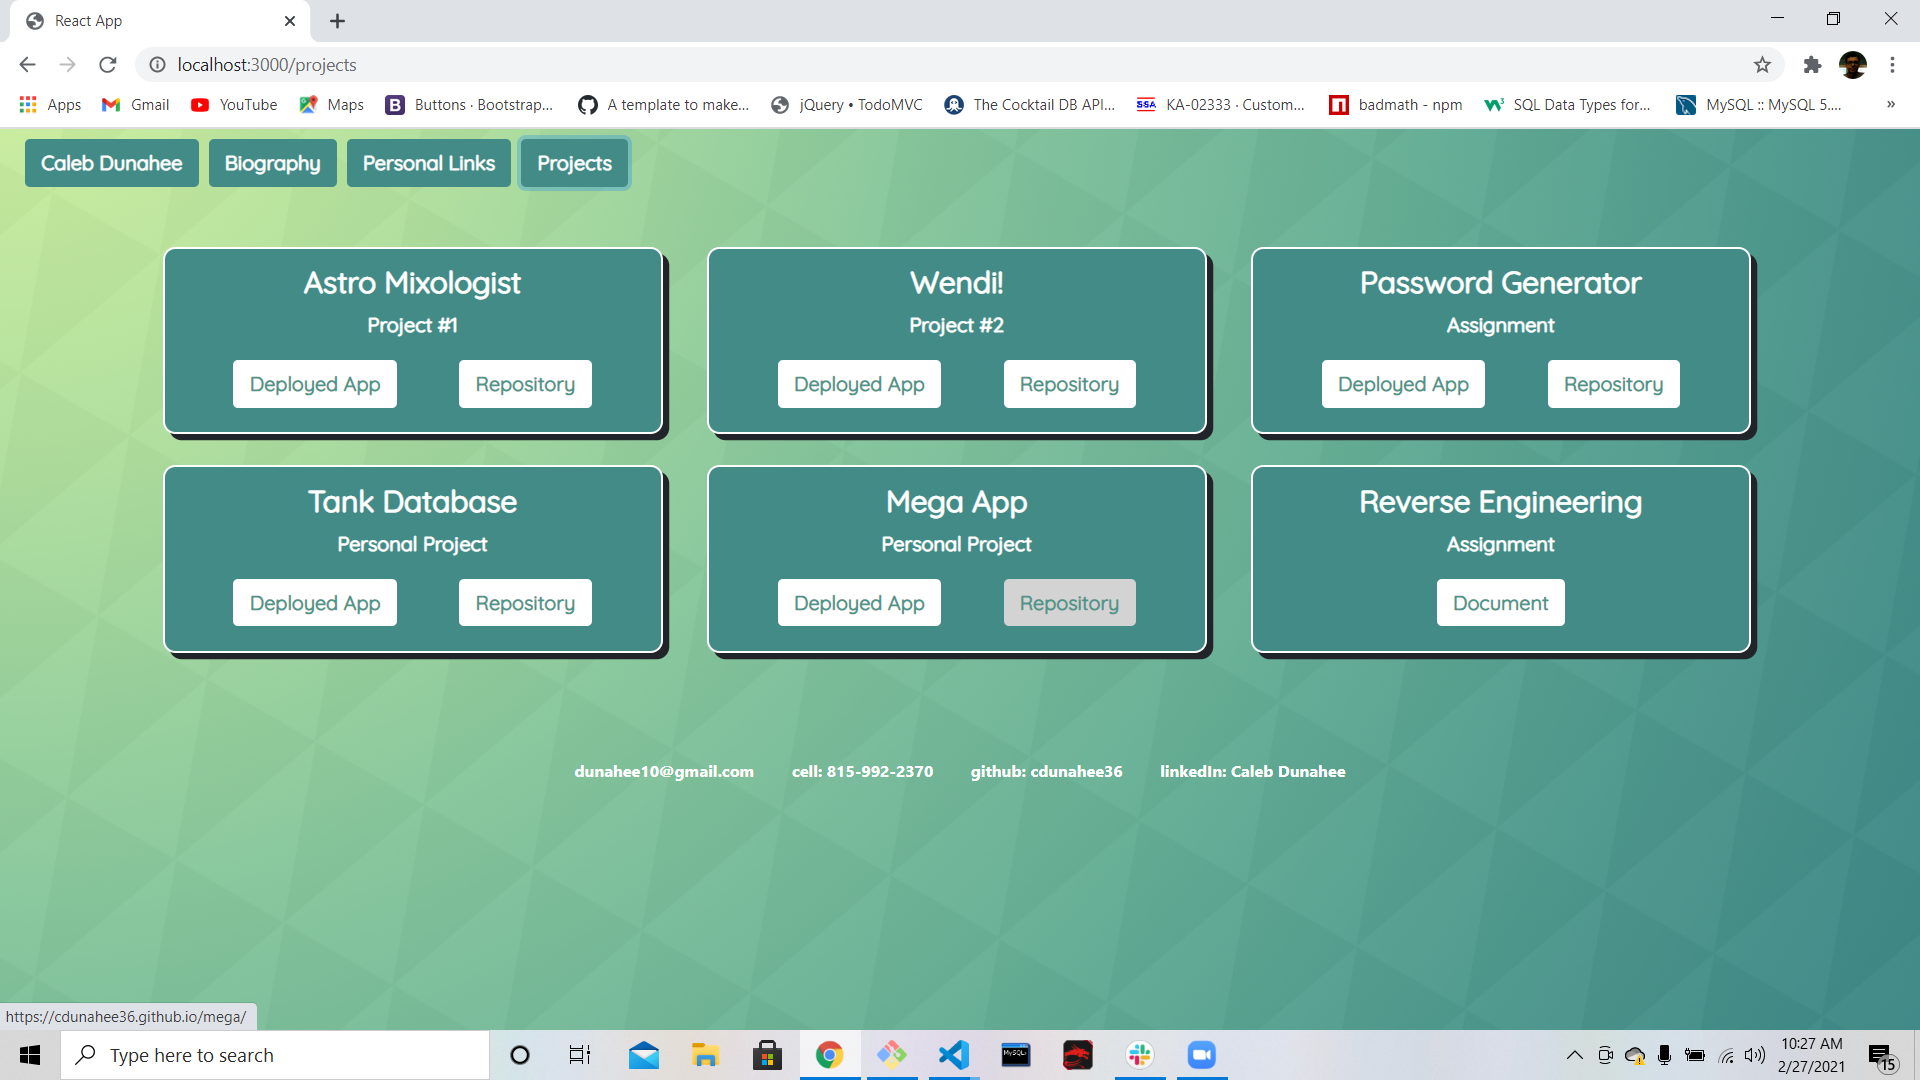 React App
localhost:3000/projects
Apps Gmail YouTube Maps B Buttons · Bootstrap... A template to make... jQuery • TodoMVC The Cocktail DB API... SSA KA-02333 · Custom... badmath - npm SQL Data Types for... MySQL :: MySQL 5.... »
Caleb Dunahee Biography Personal Links Projects
Astro Mixologist
Project #1
Deployed App Repository
Wendi!
Project #2
Deployed App Repository
Password Generator
Assignment
Deployed App Repository
Tank Database
Personal Project
Deployed App Repository
Mega App
Personal Project
Deployed App Repository
Reverse Engineering
Assignment
Document
dunahee10@gmail.com cell: 815-992-2370 github: cdunahee36 linkedIn: Caleb Dunahee
https://cdunahee36.github.io/mega/
Type here to search
10:27 AM
2/27/2021
15